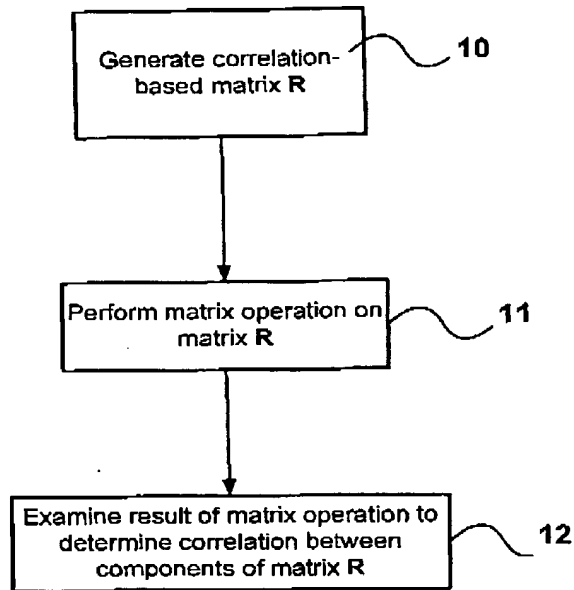 Generate correlation-
based matrix R
10
Perform matrix operation on
matrix R
11
Examine result of matrix operation to
determine correlation between
components of matrix R
12